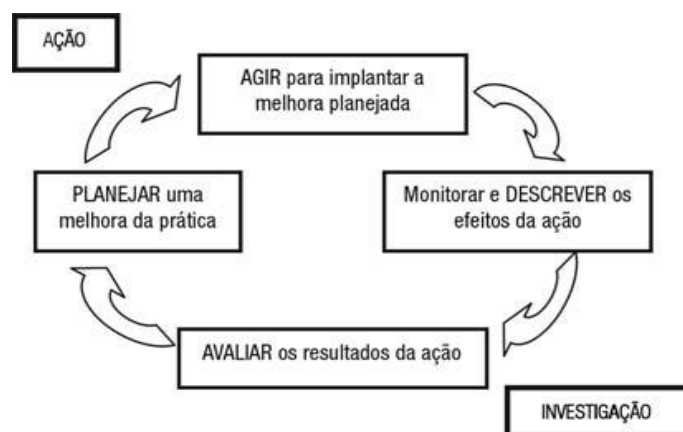 AÇÃO
AGIR para implantar a
melhora planejada
PLANEJAR uma
melhora da prática
Monitorar e DESCREVER os
efeitos da ação
AVALIAR os resultados da ação
INVESTIGAÇÃO